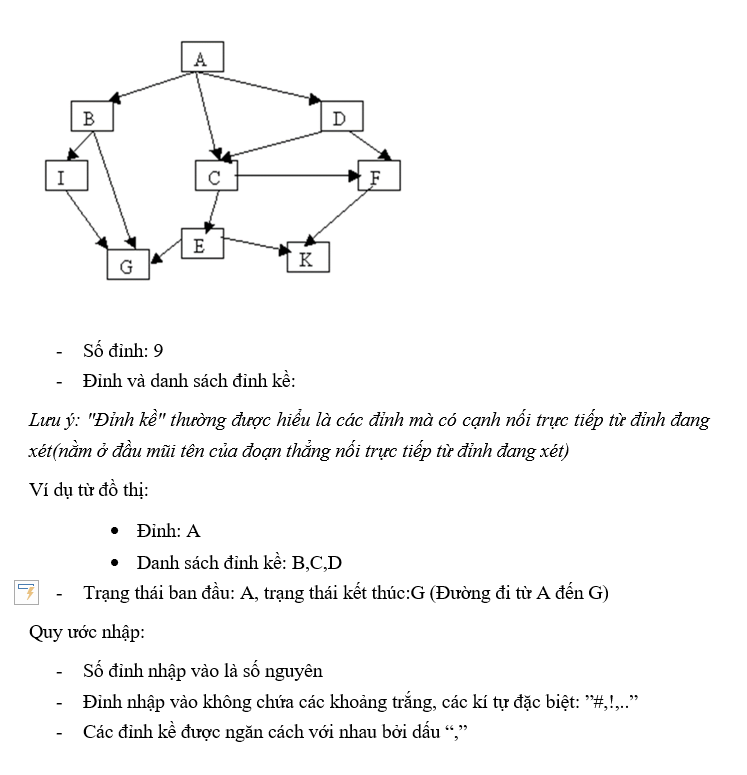 A
B
D
I
C
F
E
G
K
- Số đỉnh: 9
- Đỉnh và danh sách đỉnh kề:
Lưu ý: "Đỉnh kề" thường được hiểu là các đỉnh mà có cạnh nối trực tiếp từ đỉnh đang
xét(nằm ở đầu mũi tên của đoạn thẳng nối trực tiếp từ đỉnh đang xét)
Ví dụ từ đồ thị:
• Đỉnh: A
• Danh sách đỉnh kề: B,C,D
- Trạng thái ban đầu: A, trạng thái kết thúc:G (Đường đi từ A đến G)
Quy ước nhập:
- Số đỉnh nhập vào là số nguyên
- Đỉnh nhập vào không chứa các khoảng trắng, các kí tự đặc biệt: ”#,!,..”
- Các đỉnh kề được ngăn cách với nhau bởi dấu “,”